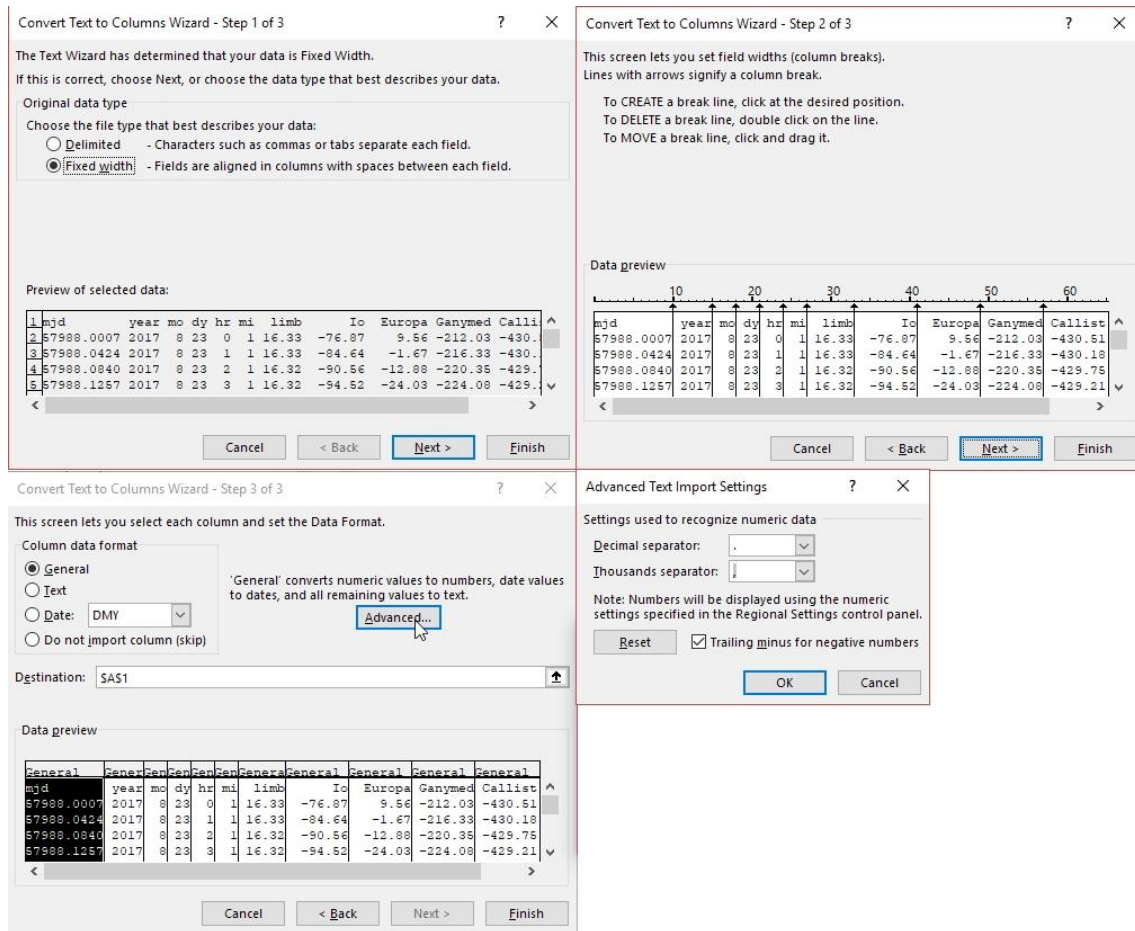 Convert Text to Columns Wizard - Step 1 of 3 ? ✕
The Text Wizard has determined that your data is Fixed Width.
If this is correct, choose Next, or choose the data type that best describes your data.
Original data type
Choose the file type that best describes your data:
Delimited - Characters such as commas or tabs separate each field.
Fixed width - Fields are aligned in columns with spaces between each field.
Preview of selected data:
1 mjd year mo dy hr mi limb Io Europa Ganymed Calli
2 57988.0007 2017 8 23 0 1 16.33 -76.87 9.56 -212.03 -430.
3 57988.0424 2017 8 23 1 1 16.33 -84.64 -1.67 -216.33 -430.
4 57988.0840 2017 8 23 2 1 16.32 -90.56 -12.88 -220.35 -429.
5 57988.1257 2017 8 23 3 1 16.32 -94.52 -24.03 -224.08 -429.
Cancel < Back Next > Finish
Convert Text to Columns Wizard - Step 2 of 3 ? ✕
This screen lets you set field widths (column breaks).
Lines with arrows signify a column break.
To CREATE a break line, click at the desired position.
To DELETE a break line, double click on the line.
To MOVE a break line, click and drag it.
Data preview
10 20 30 40 50 60
mjd year mo dy hr mi limb Io Europa Ganymed Callist
57988.0007 2017 8 23 0 1 16.33 -76.87 9.56 -212.03 -430.51
57988.0424 2017 8 23 1 1 16.33 -84.64 -1.67 -216.33 -430.18
57988.0840 2017 8 23 2 1 16.32 -90.56 -12.88 -220.35 -429.75
57988.1257 2017 8 23 3 1 16.32 -94.52 -24.03 -224.08 -429.21
Cancel < Back Next > Finish
Convert Text to Columns Wizard - Step 3 of 3 ? ✕
This screen lets you select each column and set the Data Format.
Column data format
General
Text
Date: DMY
Do not import column (skip)
'General' converts numeric values to numbers, date values
to dates, and all remaining values to text.
Advanced...
Destination: $A$1
Data preview
General Gener Gen Gen Gen Gen Genera General General General General
mjd year mo dy hr mi limb Io Europa Ganymed Callist
57988.0007 2017 8 23 0 1 16.33 -76.87 9.56 -212.03 -430.51
57988.0424 2017 8 23 1 1 16.33 -84.64 -1.67 -216.33 -430.18
57988.0840 2017 8 23 2 1 16.32 -90.56 -12.88 -220.35 -429.75
57988.1257 2017 8 23 3 1 16.32 -94.52 -24.03 -224.08 -429.21
Cancel < Back Next > Finish
Advanced Text Import Settings ? ✕
Settings used to recognize numeric data
Decimal separator: .
Thousands separator: ,
Note: Numbers will be displayed using the numeric
settings specified in the Regional Settings control panel.
Reset Trailing minus for negative numbers
OK Cancel